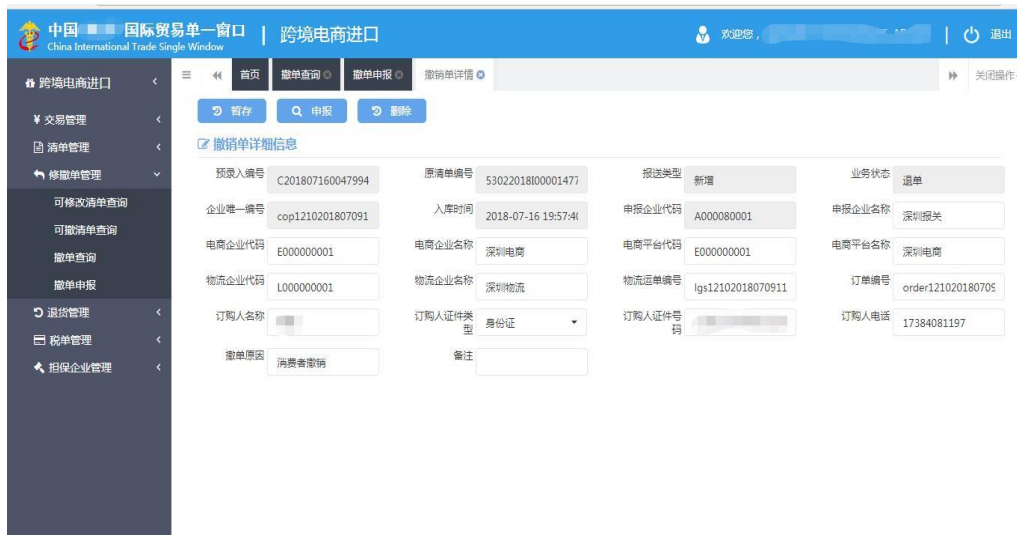 中国 国际贸易单一窗口 | 跨境电商进口
欢迎您，
退出
China International Trade Single Window
跨境电商进口
首页
撤单查询
撤单申报
撤销单详情
关闭操作
¥ 交易管理
清单管理
修撤单管理
可修改清单查询
可撤清单查询
撤单查询
撤单申报
退货管理
税单管理
担保企业管理
暂存
申报
删除
撤销单详细信息
预录入编号 C201807160047994
原清单编号 53022018I00001477
报送类型 新增
业务状态 退单
企业唯一编号 cop1210201807091
入库时间 2018-07-16 19:57:4
申报企业代码 A000080001
申报企业名称 深圳报关
电商企业代码 E000000001
电商企业名称 深圳电商
电商平台代码 E000000001
电商平台名称 深圳电商
物流企业代码 L000000001
物流企业名称 深圳物流
物流运单编号 lgs12102018070911
订单编号 order121020180709
订购人名称
订购人证件类型 身份证
订购人证件号码
订购人电话 17384081197
撤单原因 消费者撤销
备注